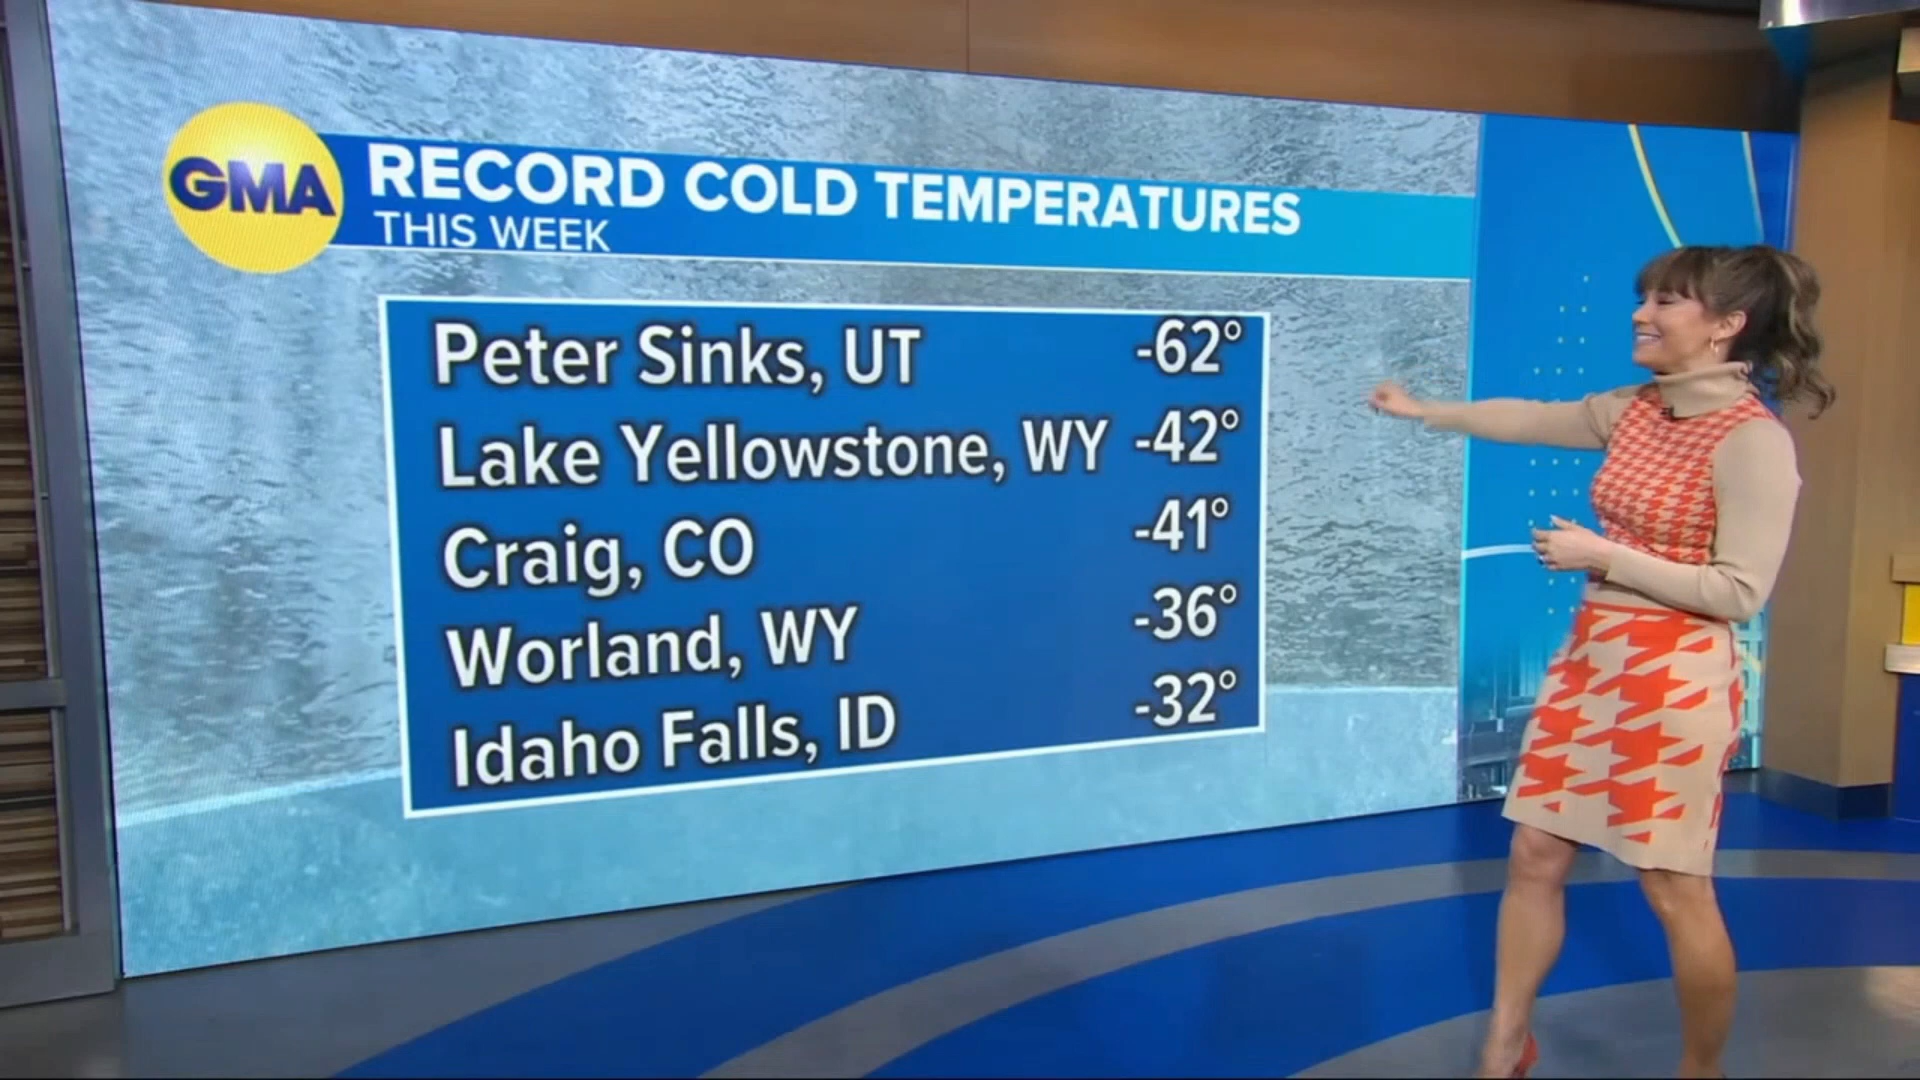 GMA
RECORD COLD TEMPERATURES
THIS WEEK
Peter Sinks, UT -62°
Lake Yellowstone, WY -42°
Craig, CO -41°
Worland, WY -36°
Idaho Falls, ID -32°